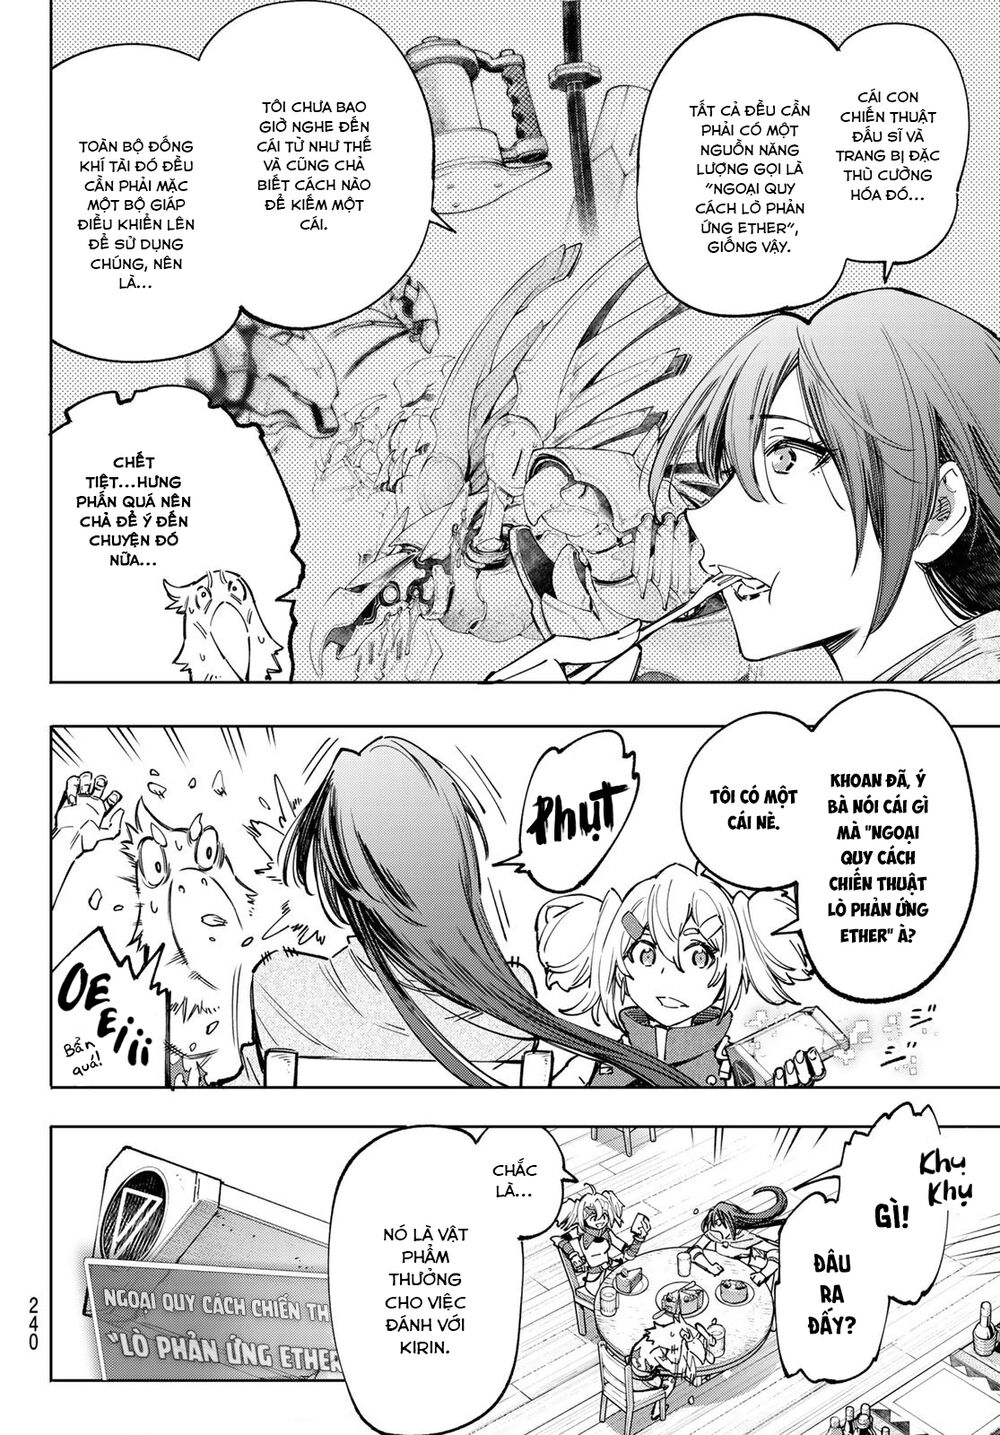 CÁI CON
CHIẾN THUẬT
ĐẤU SĨ VÀ
TRANG BỊ ĐẶC
THÙ CƯỜNG
HÓA ĐÓ...
TẤT CẢ ĐỀU CẦN
PHẢI CÓ MỘT
NGUỒN NĂNG
LƯỢNG GỌI LÀ
"NGOẠI QUY
CÁCH LÒ PHẢN
ỨNG ETHER",
GIỐNG VẬY.
TÔI CHƯA BAO
GIỜ NGHE ĐẾN
CÁI TỪ NHƯ THẾ
VÀ CŨNG CHẢ
BIẾT CÁCH NÀO
ĐỂ KIẾM MỘT
CÁI.
TOÀN BỘ ĐỐNG
KHÍ TÀI ĐÓ ĐỀU
CẦN PHẢI MẶC
MỘT BỘ GIÁP
ĐIỀU KHIỂN LÊN
ĐỂ SỬ DỤNG
CHÚNG, NÊN
LÀ...
CHẾT
TIỆT...HƯNG
PHẤN QUÁ NÊN
CHẢ ĐỂ Ý ĐẾN
CHUYỆN ĐÓ
NỮA...
KHOAN ĐÃ, Ý
BÀ NÓI CÁI GÌ
MÀ "NGOẠI
QUY CÁCH
CHIẾN THUẬT
LÒ PHẢN ỨNG
ETHER" À?
TÔI CÓ MỘT
CÁI NÈ.
PHỤT
OE
EIII
Bẩn
quá!
Khụ
Khụ
GÌ!
ĐÂU
RA
ĐẤY?
CHẮC
LÀ...
NÓ LÀ VẬT
PHẨM
THƯỞNG
CHO VIỆC
ĐÁNH VỚI
KIRIN.
NGOẠI QUY CÁCH CHIẾN TH
"LÒ PHẢN ỨNG ETHER
240